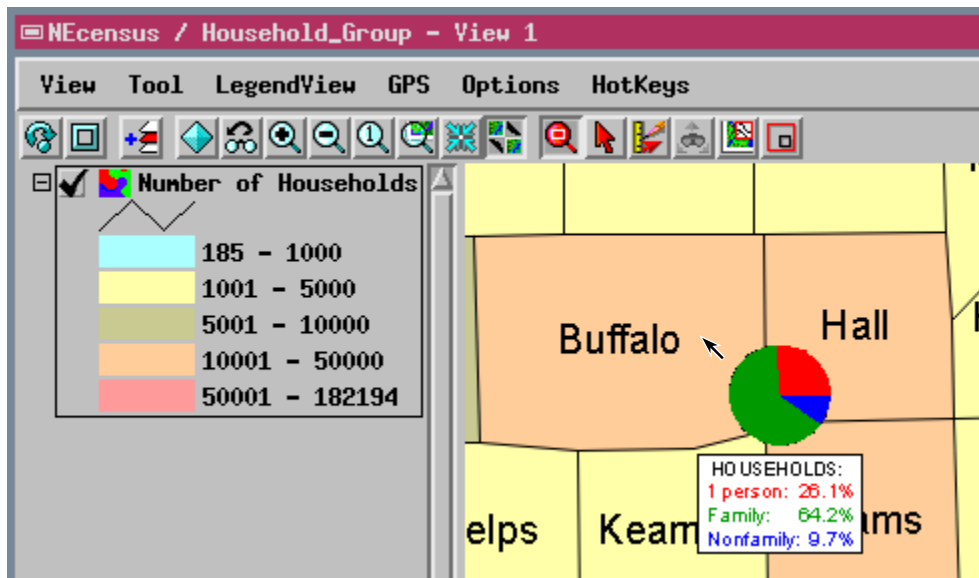 NEcensus / Household_Group - View 1
View Tool LegendView GPS Options HotKeys
1
Number of Households
185 - 1000
1001 - 5000
5001 - 10000
10001 - 50000
50001 - 182194
Buffalo
Hall
elps
Kearn
ams
HOUSEHOLDS:
1 person: 26.1%
Family: 64.2%
Nonfamily: 9.7%